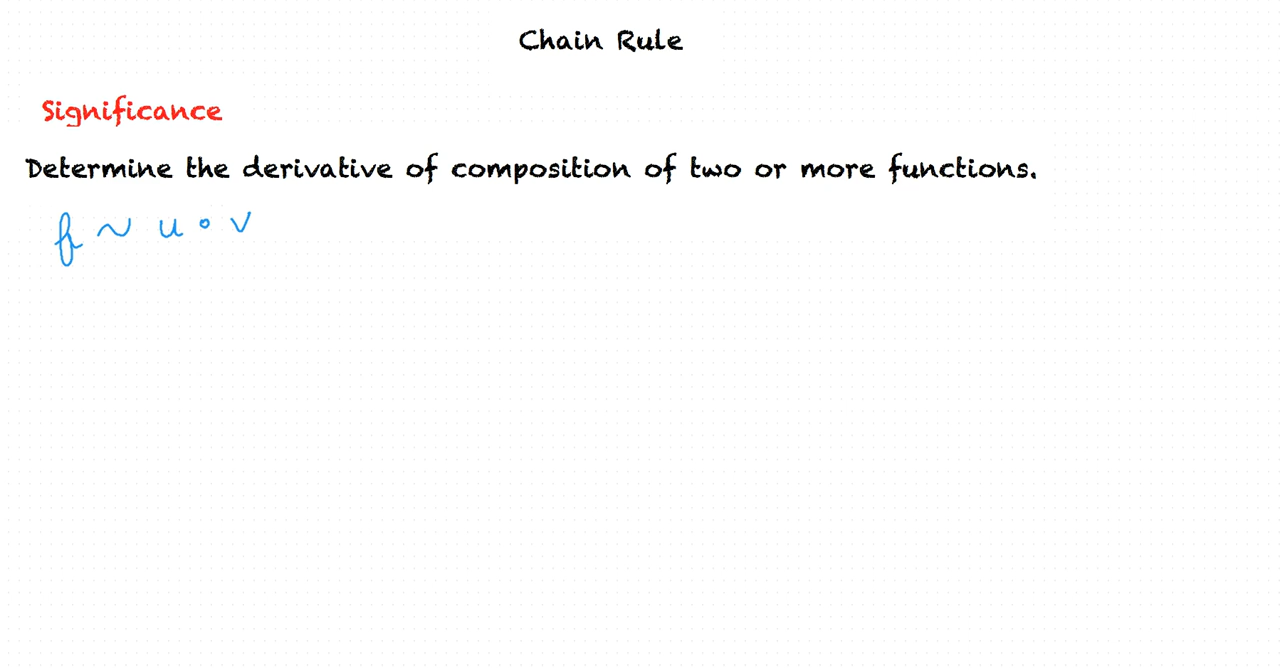 Chain Rule
Significance
Determine the derivative of composition of two or more functions.
f ~ u ∘ v